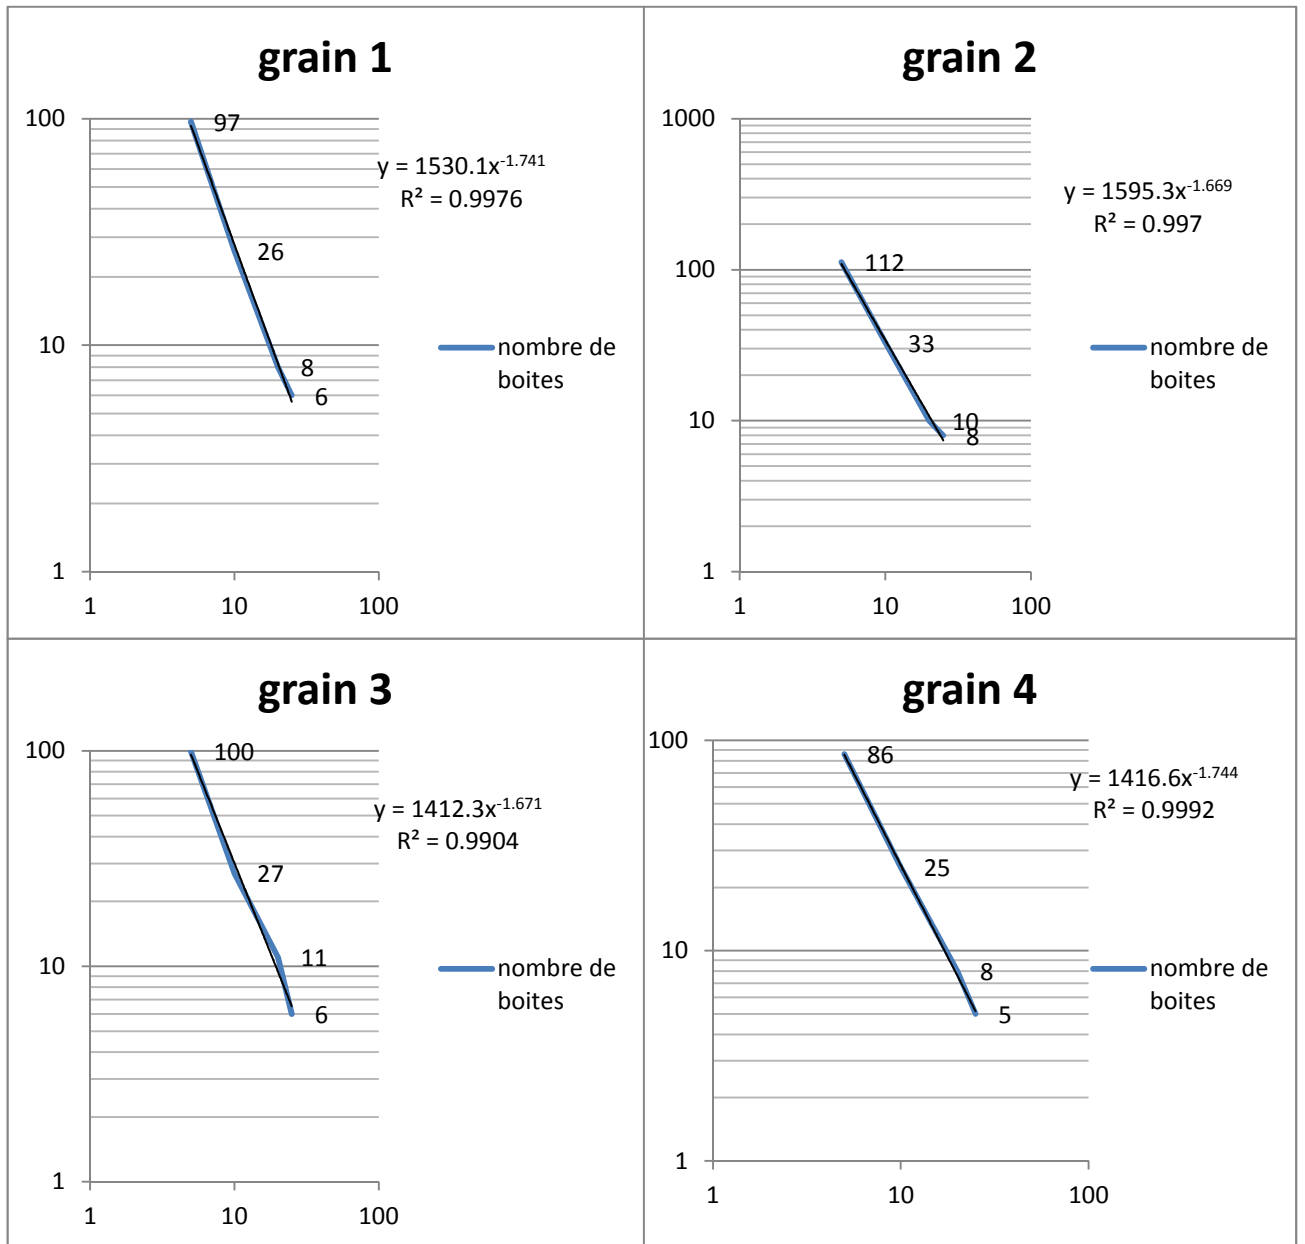 grain 1
100
97
y = 1530.1x^-1.741
R² = 0.9976
26
10
8
nombre de
boites
6
1
1 10 100
grain 2
1000
y = 1595.3x^-1.669
R² = 0.997
100
112
33
nombre de
boites
10
10
8
1
1 10 100
grain 3
100
100
y = 1412.3x^-1.671
R² = 0.9904
27
10
11
nombre de
boites
6
1
1 10 100
grain 4
100
86
y = 1416.6x^-1.744
R² = 0.9992
25
10
8
nombre de
boites
5
1
1 10 100